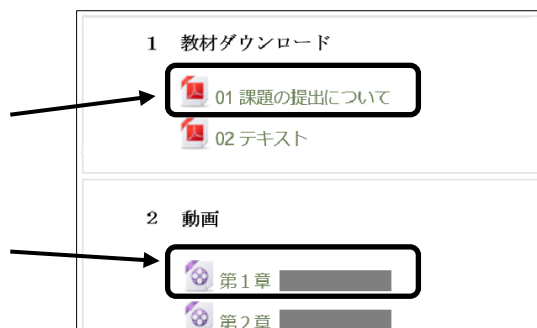 1 教材ダウンロード
01 課題の提出について
02 テキスト
2 動画
第1章
第2章